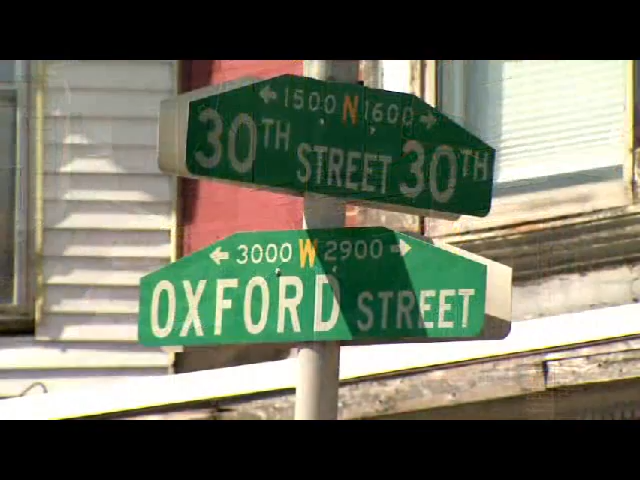 ← 1500 N 1600 →
30TH STREET 30TH
← 3000 W 2900 →
OXFORD STREET